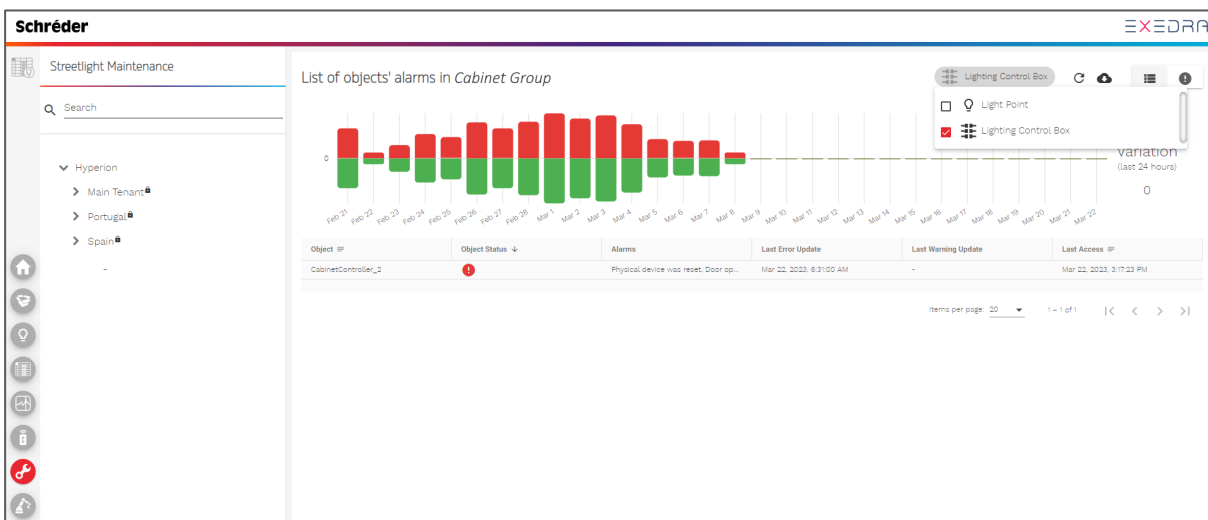 Schréder
EXEDRA
Streetlight Maintenance
Search
Hyperion
Main Tenant
Portugal
Spain
-
List of objects' alarms in Cabinet Group
Lighting Control Box
Light Point
Lighting Control Box
Variation
(last 24 hours)
0
0
Feb 21 Feb 22 Feb 23 Feb 24 Feb 25 Feb 26 Feb 27 Feb 28 Mar 1 Mar 2 Mar 3 Mar 4 Mar 5 Mar 6 Mar 7 Mar 8 Mar 9 Mar 10 Mar 11 Mar 12 Mar 13 Mar 14 Mar 15 Mar 16 Mar 17 Mar 18 Mar 19 Mar 20 Mar 21 Mar 22
Object Object Status Alarms Last Error Update Last Warning Update Last Access
CabinetController_2 Physical device was reset, Door op... Mar 22, 2023, 6:31:00 AM - Mar 22, 2023, 3:17:23 PM
Items per page: 20 1 – 1 of 1